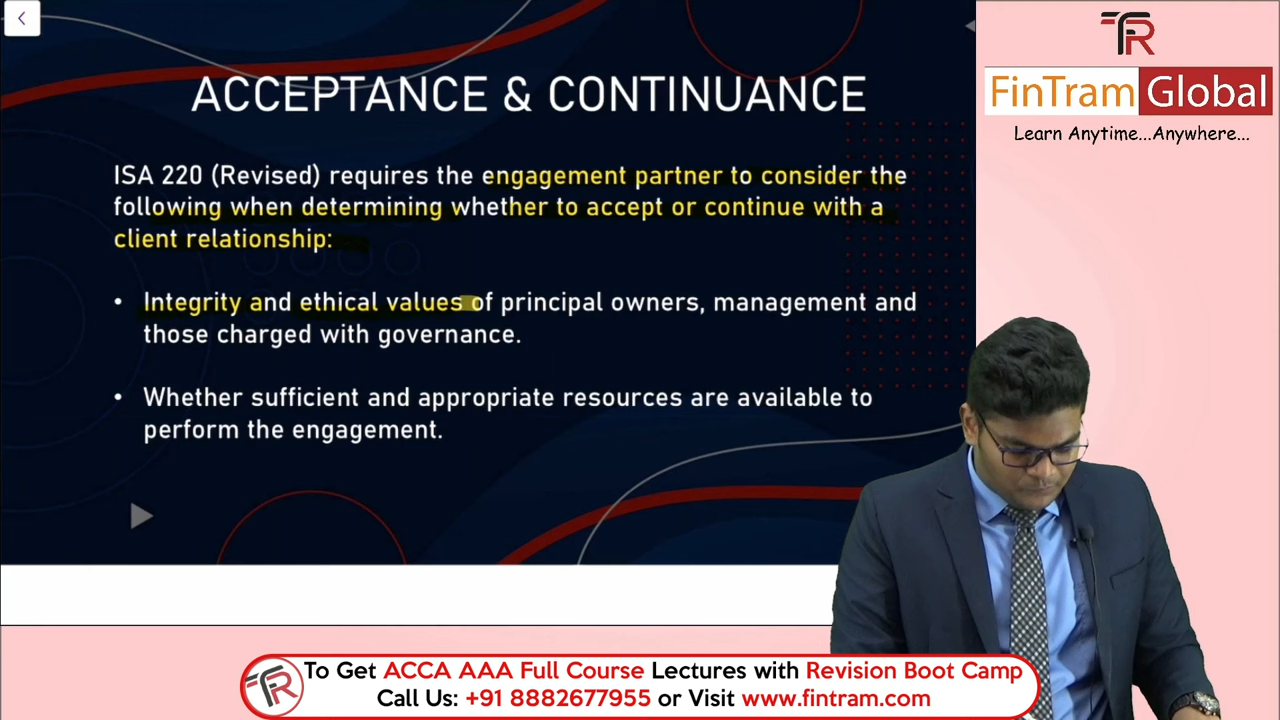 ACCEPTANCE & CONTINUANCE
ISA 220 (Revised) requires the engagement partner to consider the
following when determining whether to accept or continue with a
client relationship:
• Integrity and ethical values of principal owners, management and
those charged with governance.
• Whether sufficient and appropriate resources are available to
perform the engagement.
FinTram Global
Learn Anytime...Anywhere...
To Get ACCA AAA Full Course Lectures with Revision Boot Camp
Call Us: +91 8882677955 or Visit www.fintram.com